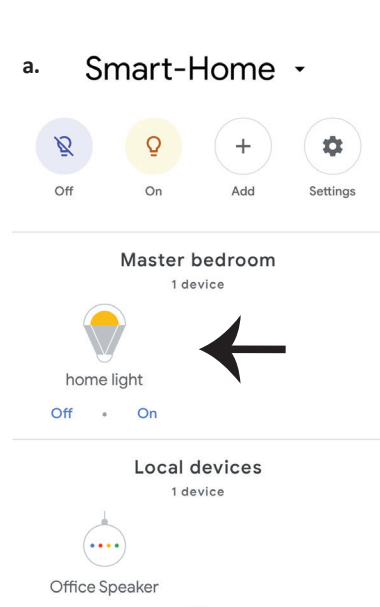 a. Smart-Home
Off On Add Settings
Master bedroom
1 device
home light
Off • On
Local devices
1 device
Office Speaker